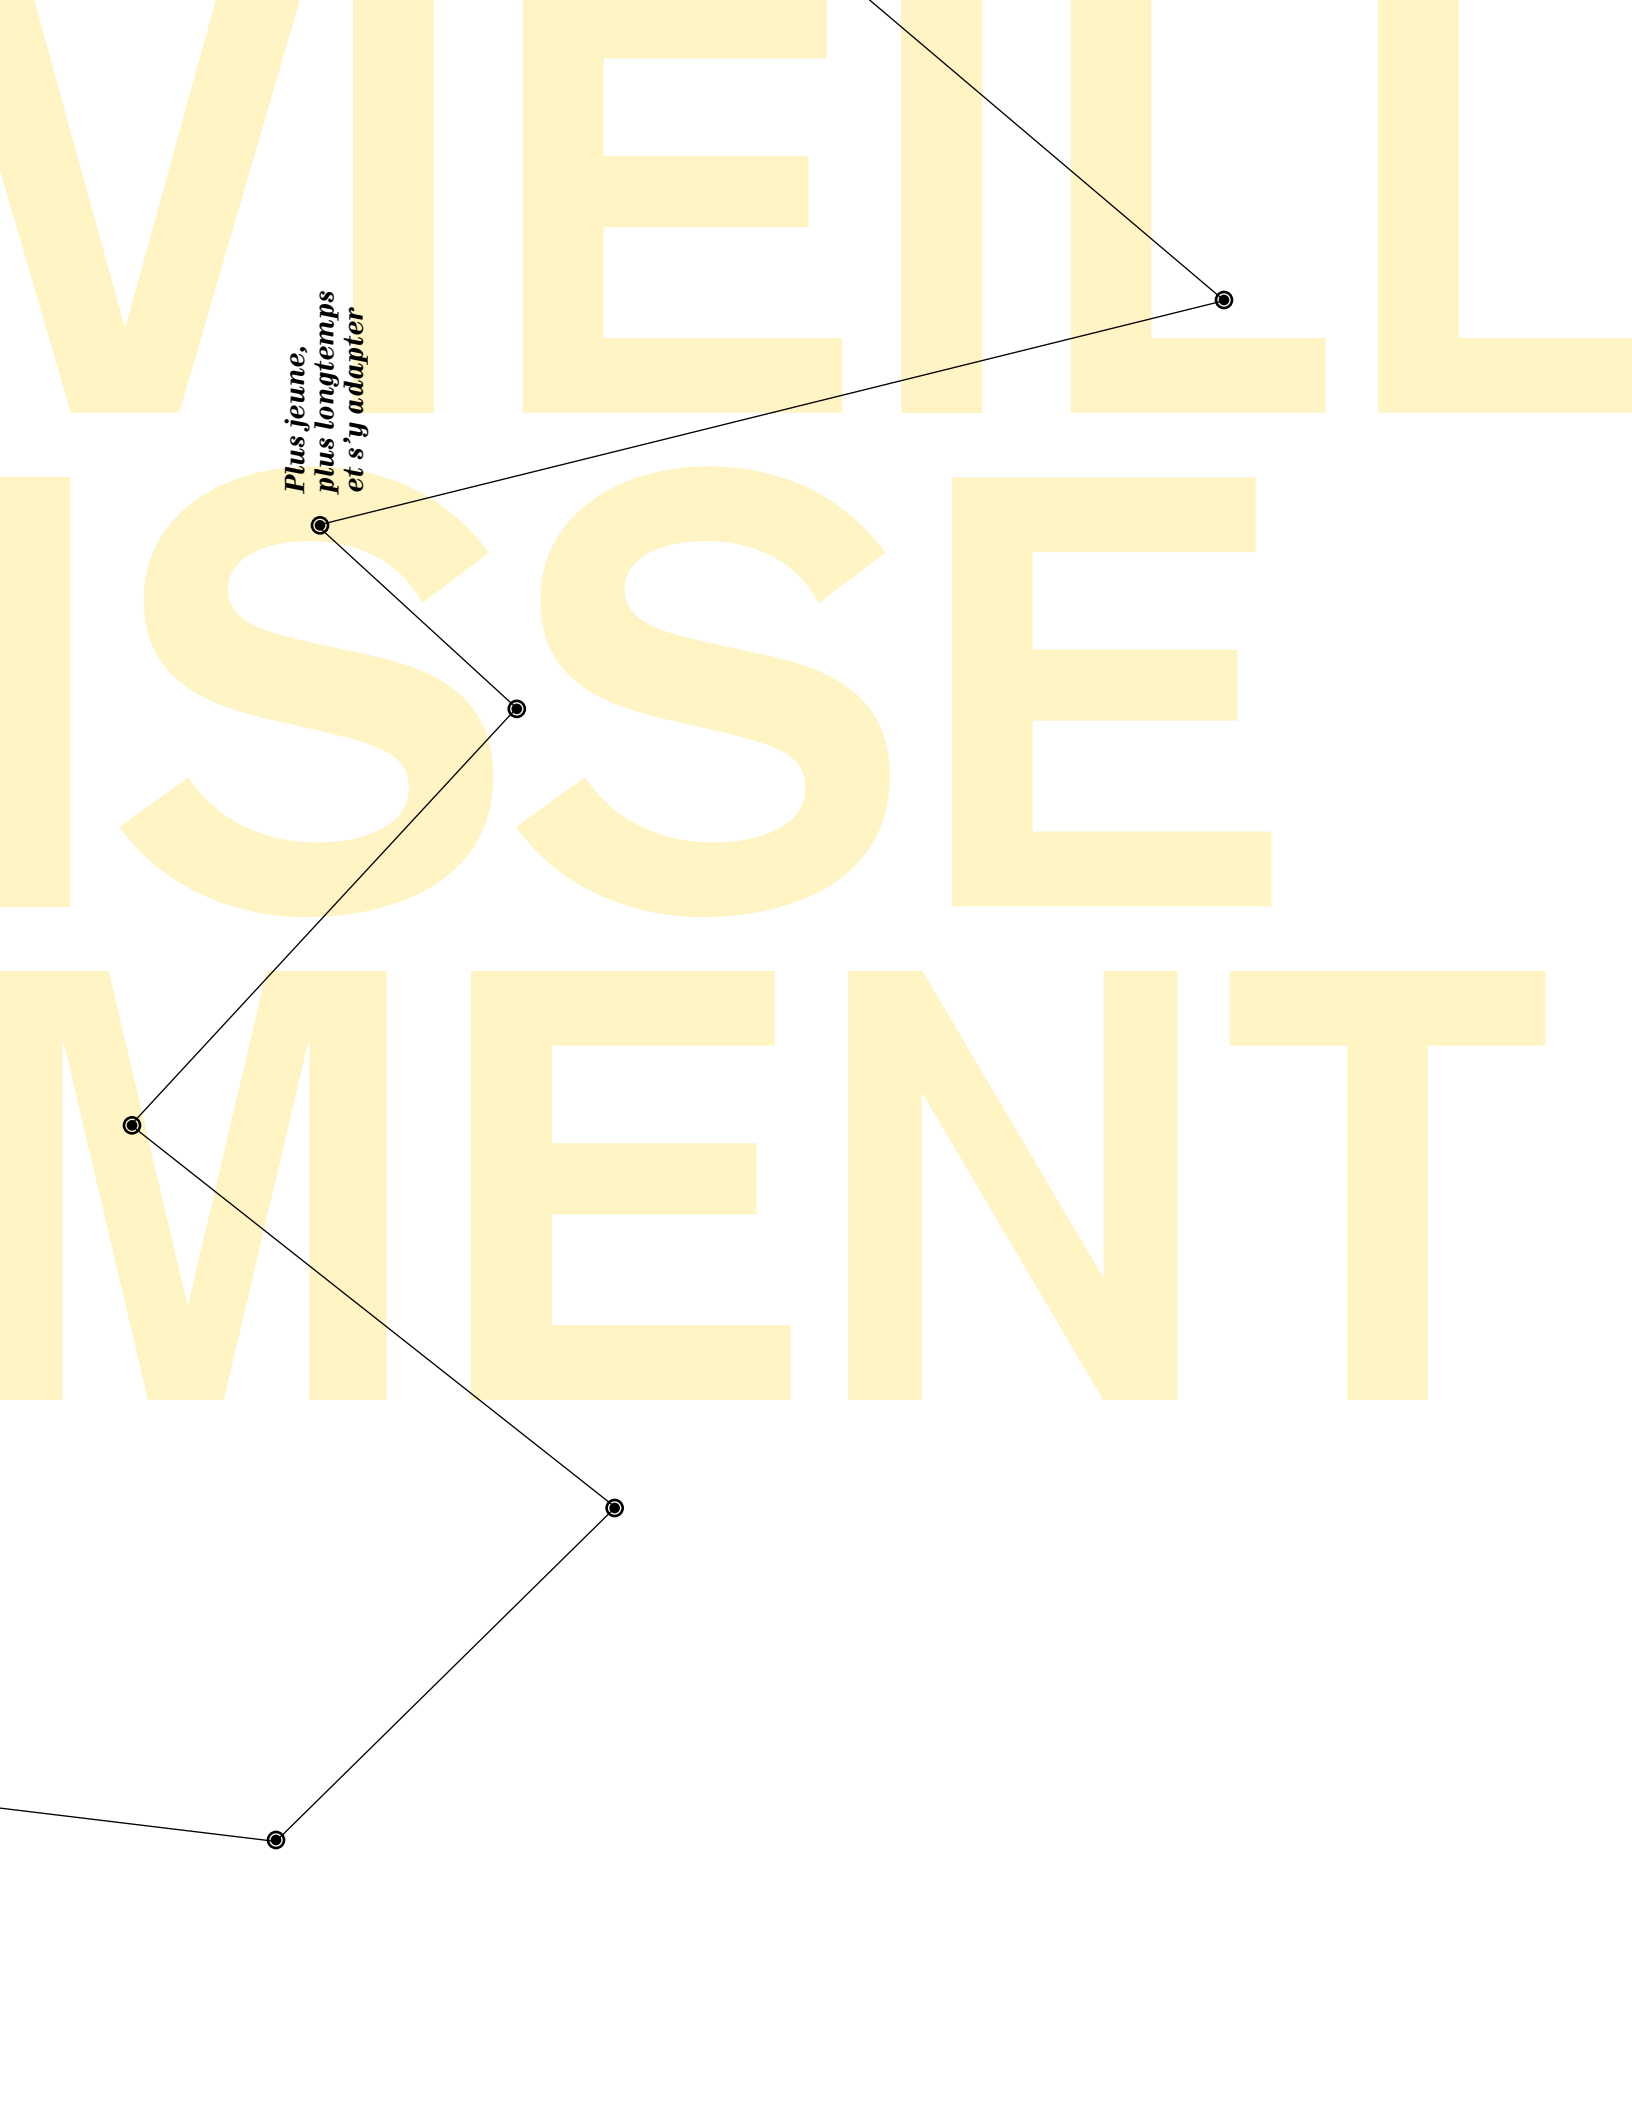 VIEILL
ISSE
MENT
Plus jeune,
plus longtemps
et s'y adapter